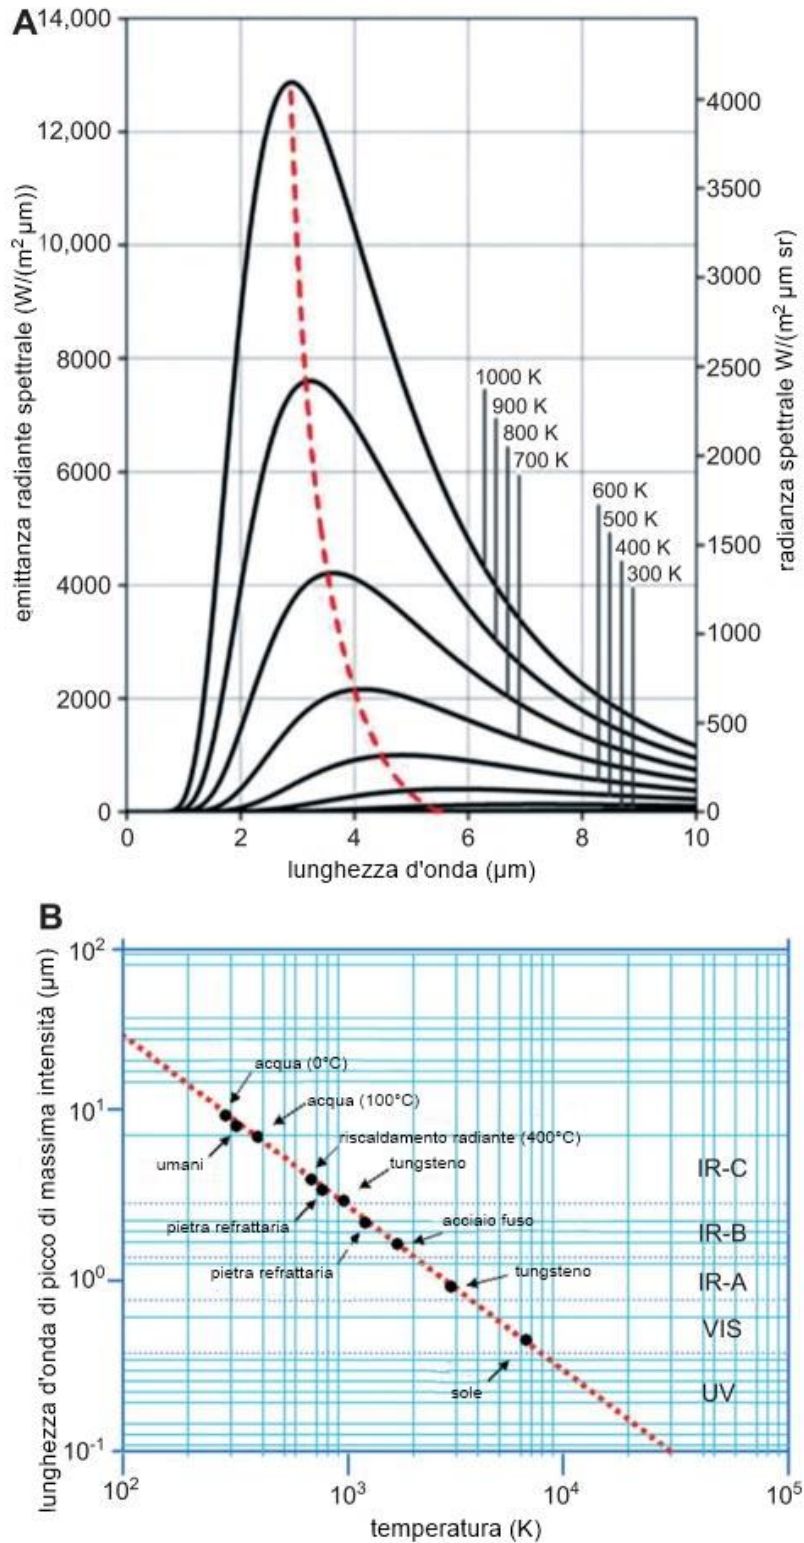 A
14,000
12,000
10,000
8000
6000
4000
2000
0
emittanza radiante spettrale (W/(m² µm))
4000
3500
3000
2500
2000
1500
1000
500
0
radianza spettrale W/(m² µm sr)
1000 K
900 K
800 K
700 K
600 K
500 K
400 K
300 K
0 2 4 6 8 10
lunghezza d'onda (µm)
B
lunghezza d'onda di picco di massima intensità (µm)
10²
10¹
10⁰
10⁻¹
acqua (0°C)
acqua (100°C)
umani
riscaldamento radiante (400°C)
tungsteno
pietra refrattaria
acciaio fuso
pietra refrattaria
tungsteno
sole
IR-C
IR-B
IR-A
VIS
UV
10² 10³ 10⁴ 10⁵
temperatura (K)